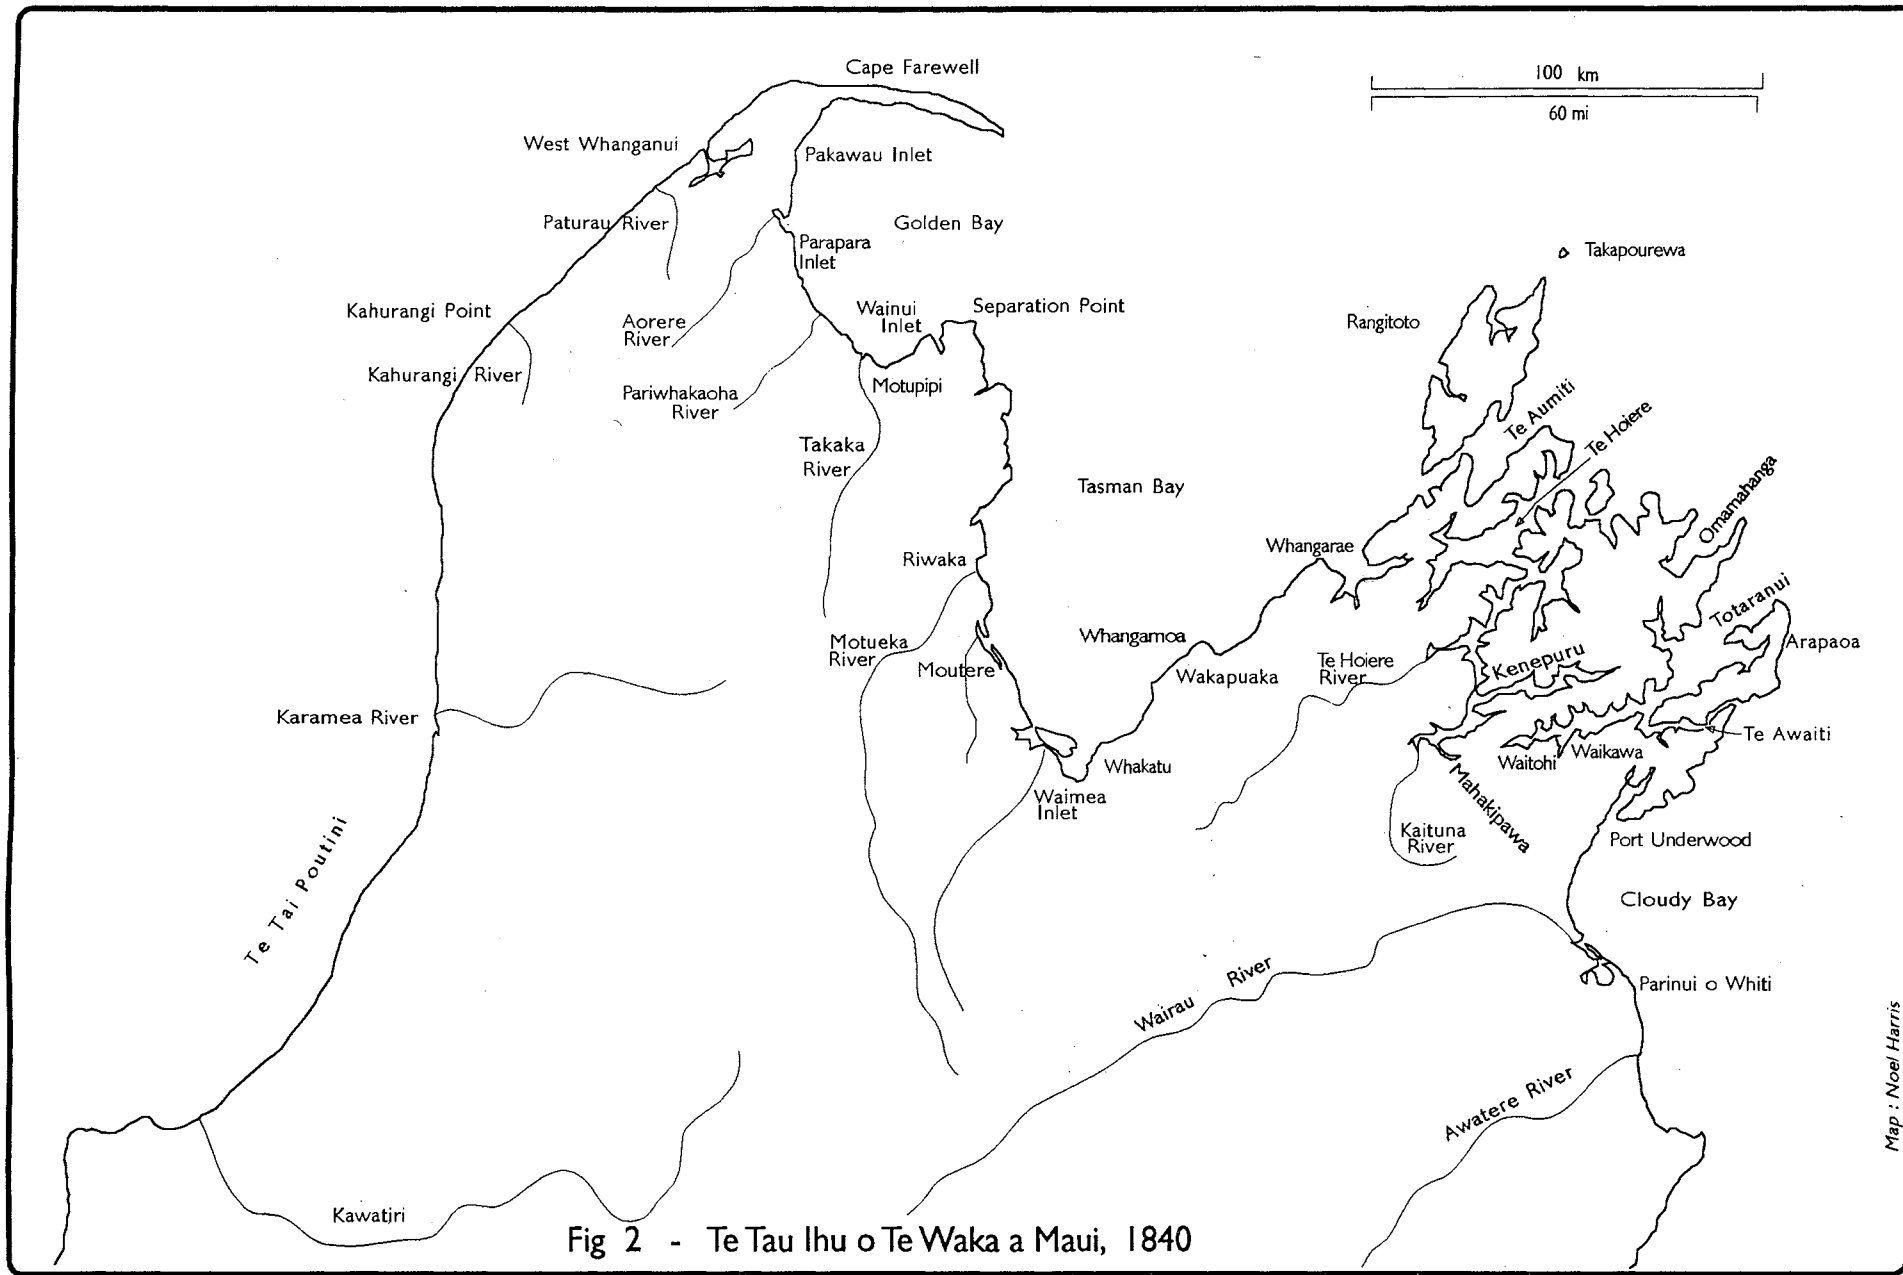 Cape Farewell
100 km
60 mi
West Whanganui
Pakawau Inlet
Paturau River
Golden Bay
Parapara
Inlet
Takapourewa
Kahurangi Point
Aorere
River
Wainui
Inlet
Separation Point
Rangitoto
Kahurangi River
Pariwhakaoha
River
Motupipi
Te Aumiti
Te Hoiere
Takaka
River
Tasman Bay
Omamahanga
Riwaka
Whangarae
Motueka
River
Moutere
Whangamoa
Wakapuaka
Te Hoiere
River
Kenepuru
Totaranui
Arapaoa
Karamea River
Te Awaiti
Whakatu
Waitohi
Waikawa
Waimea
Inlet
Mahakipawa
Kaituna
River
Port Underwood
Te Tai Poutini
Cloudy Bay
Wairau River
Parinui o Whiti
Awatere River
Kawatiri
Map : Noel Harris
Fig 2 - Te Tau Ihu o Te Waka a Maui, 1840